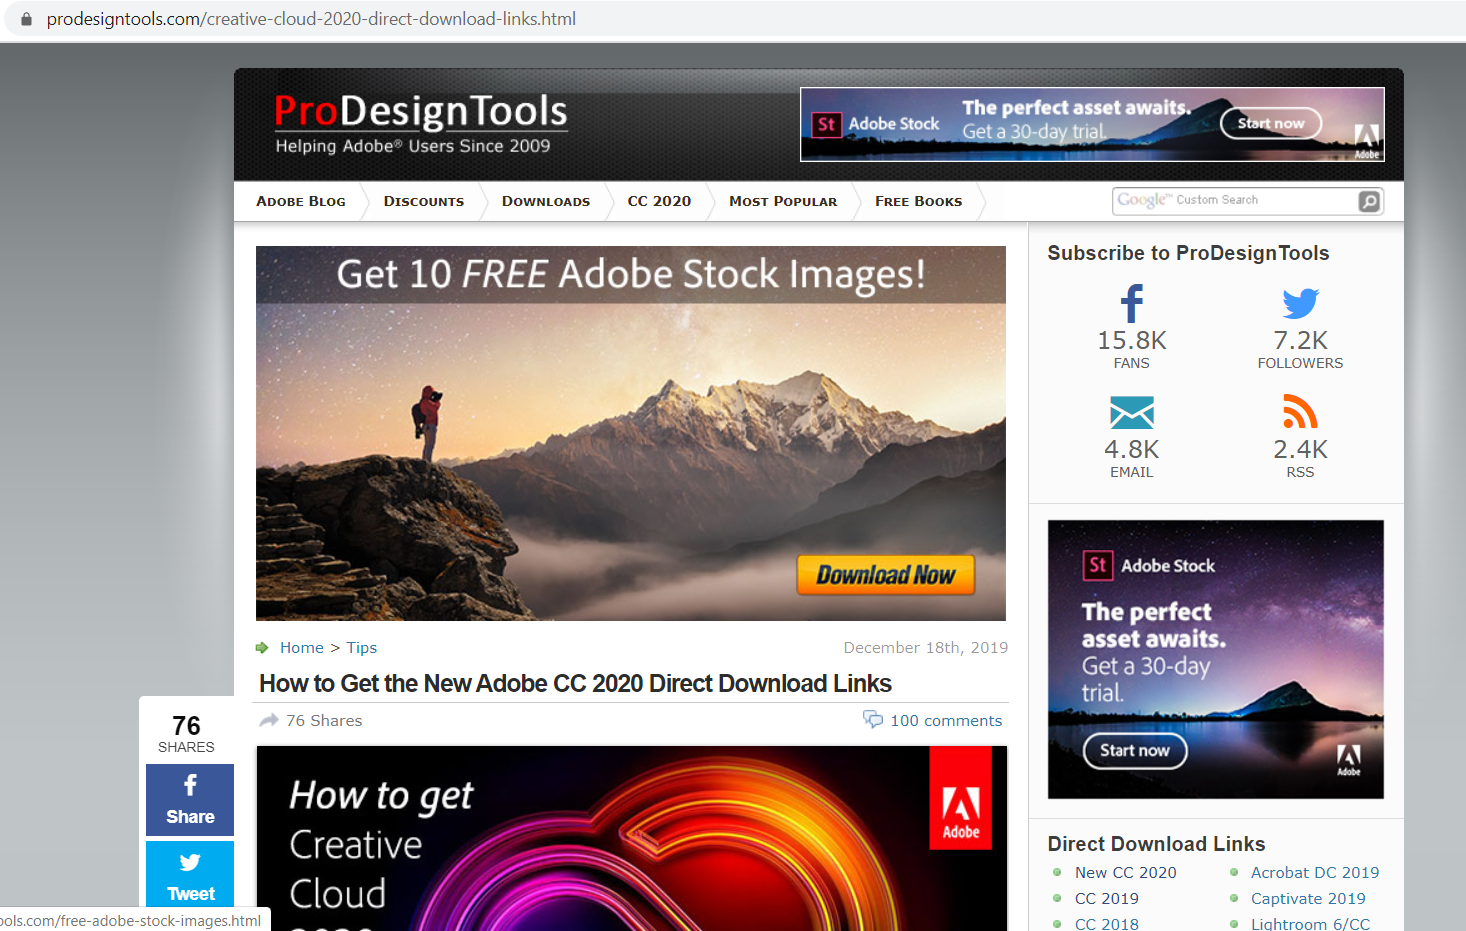 prodesigntools.com/creative-cloud-2020-direct-download-links.html
ProDesignTools
Helping Adobe® Users Since 2009
St Adobe Stock
The perfect asset awaits.
Get a 30-day trial.
Start now
Adobe
Adobe Blog
Discounts
Downloads
CC 2020
Most Popular
Free Books
Google™ Custom Search
Get 10 FREE Adobe Stock Images!
Download Now
Home > Tips
December 18th, 2019
How to Get the New Adobe CC 2020 Direct Download Links
76 Shares
100 comments
76
SHARES
Share
Tweet
How to get
Creative
Cloud
Adobe
ools.com/free-adobe-stock-images.html
Subscribe to ProDesignTools
15.8K
FANS
7.2K
FOLLOWERS
4.8K
EMAIL
2.4K
RSS
St Adobe Stock
The perfect
asset awaits.
Get a 30-day
trial.
Start now
Adobe
Direct Download Links
New CC 2020
Acrobat DC 2019
CC 2019
Captivate 2019
CC 2018
Lightroom 6/CC